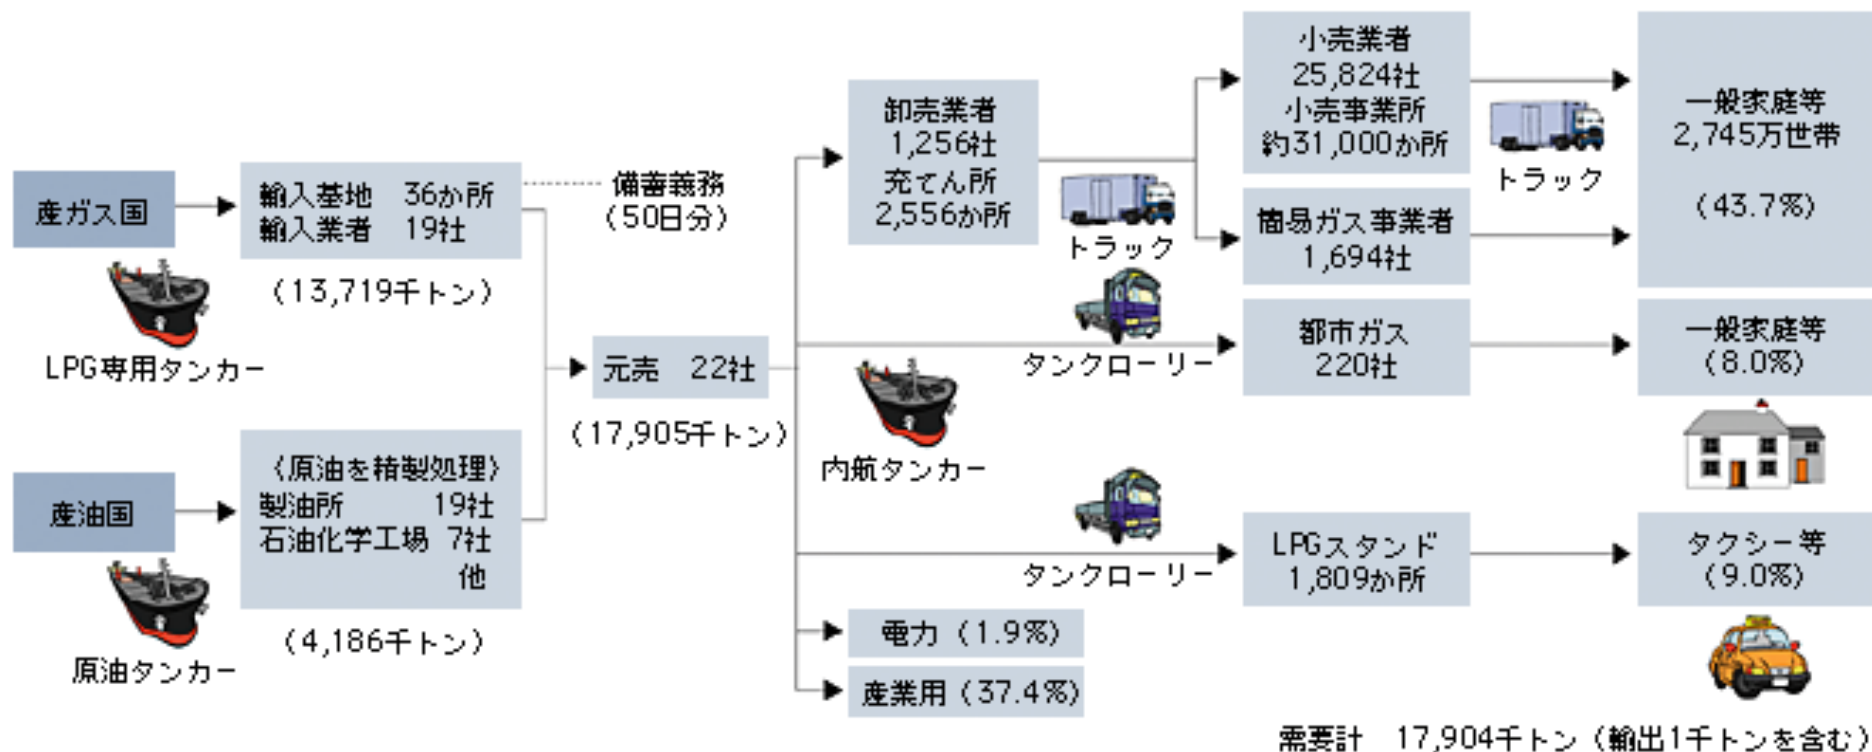 産ガス国
輸入基地 36か所
輸入業者 19社
(13,719千トン)
備蓄義務
(50日分)
LPG専用タンカー
産油国
〈原油を精製処理〉
製油所 19社
石油化学工場 7社
他
(4,186千トン)
原油タンカー
元売 22社
(17,905千トン)
卸売業者
1,256社
充てん所
2,556か所
トラック
小売業者
25,824社
小売事業所
約31,000か所
トラック
簡易ガス事業者
1,694社
一般家庭等
2,745万世帯
(43.7%)
タンクローリー
内航タンカー
都市ガス
220社
一般家庭等
(8.0%)
タンクローリー
LPGスタンド
1,809か所
タクシー等
(9.0%)
電力 (1.9%)
産業用 (37.4%)
需要計 17,904千トン (輸出1千トンを含む)